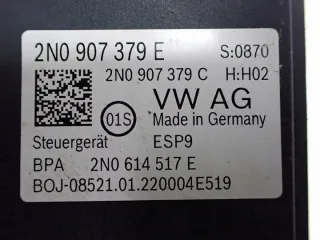 2N0 907 379 E S:0870
2N0 907 379 C H:H02
01S VW AG
Made in Germany
Steuergerät ESP9
BPA 2N0 614 517 E
BOJ-08521.01.220004E519